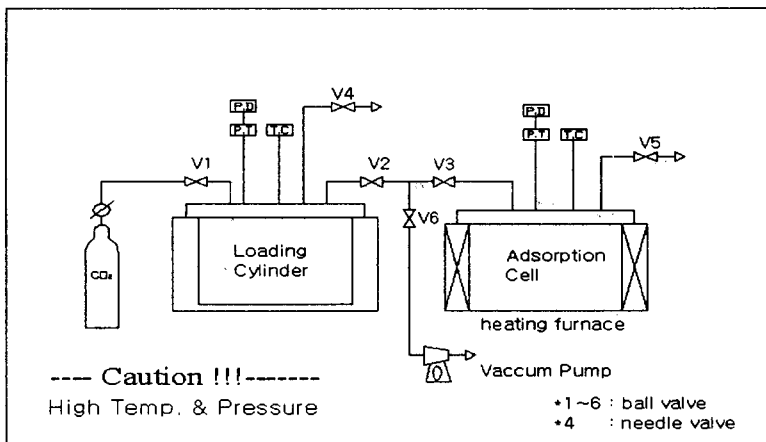 V4
P.D
P.T
T.C
P.D
P.T
T.C
V5
V1
V2
V3
V6
CO₂
Loading
Cylinder
Adsorption
Cell
heating furnace
Vaccum Pump
---- Caution !!!-------
High Temp. & Pressure
*1~6 : ball valve
*4 : needle valve